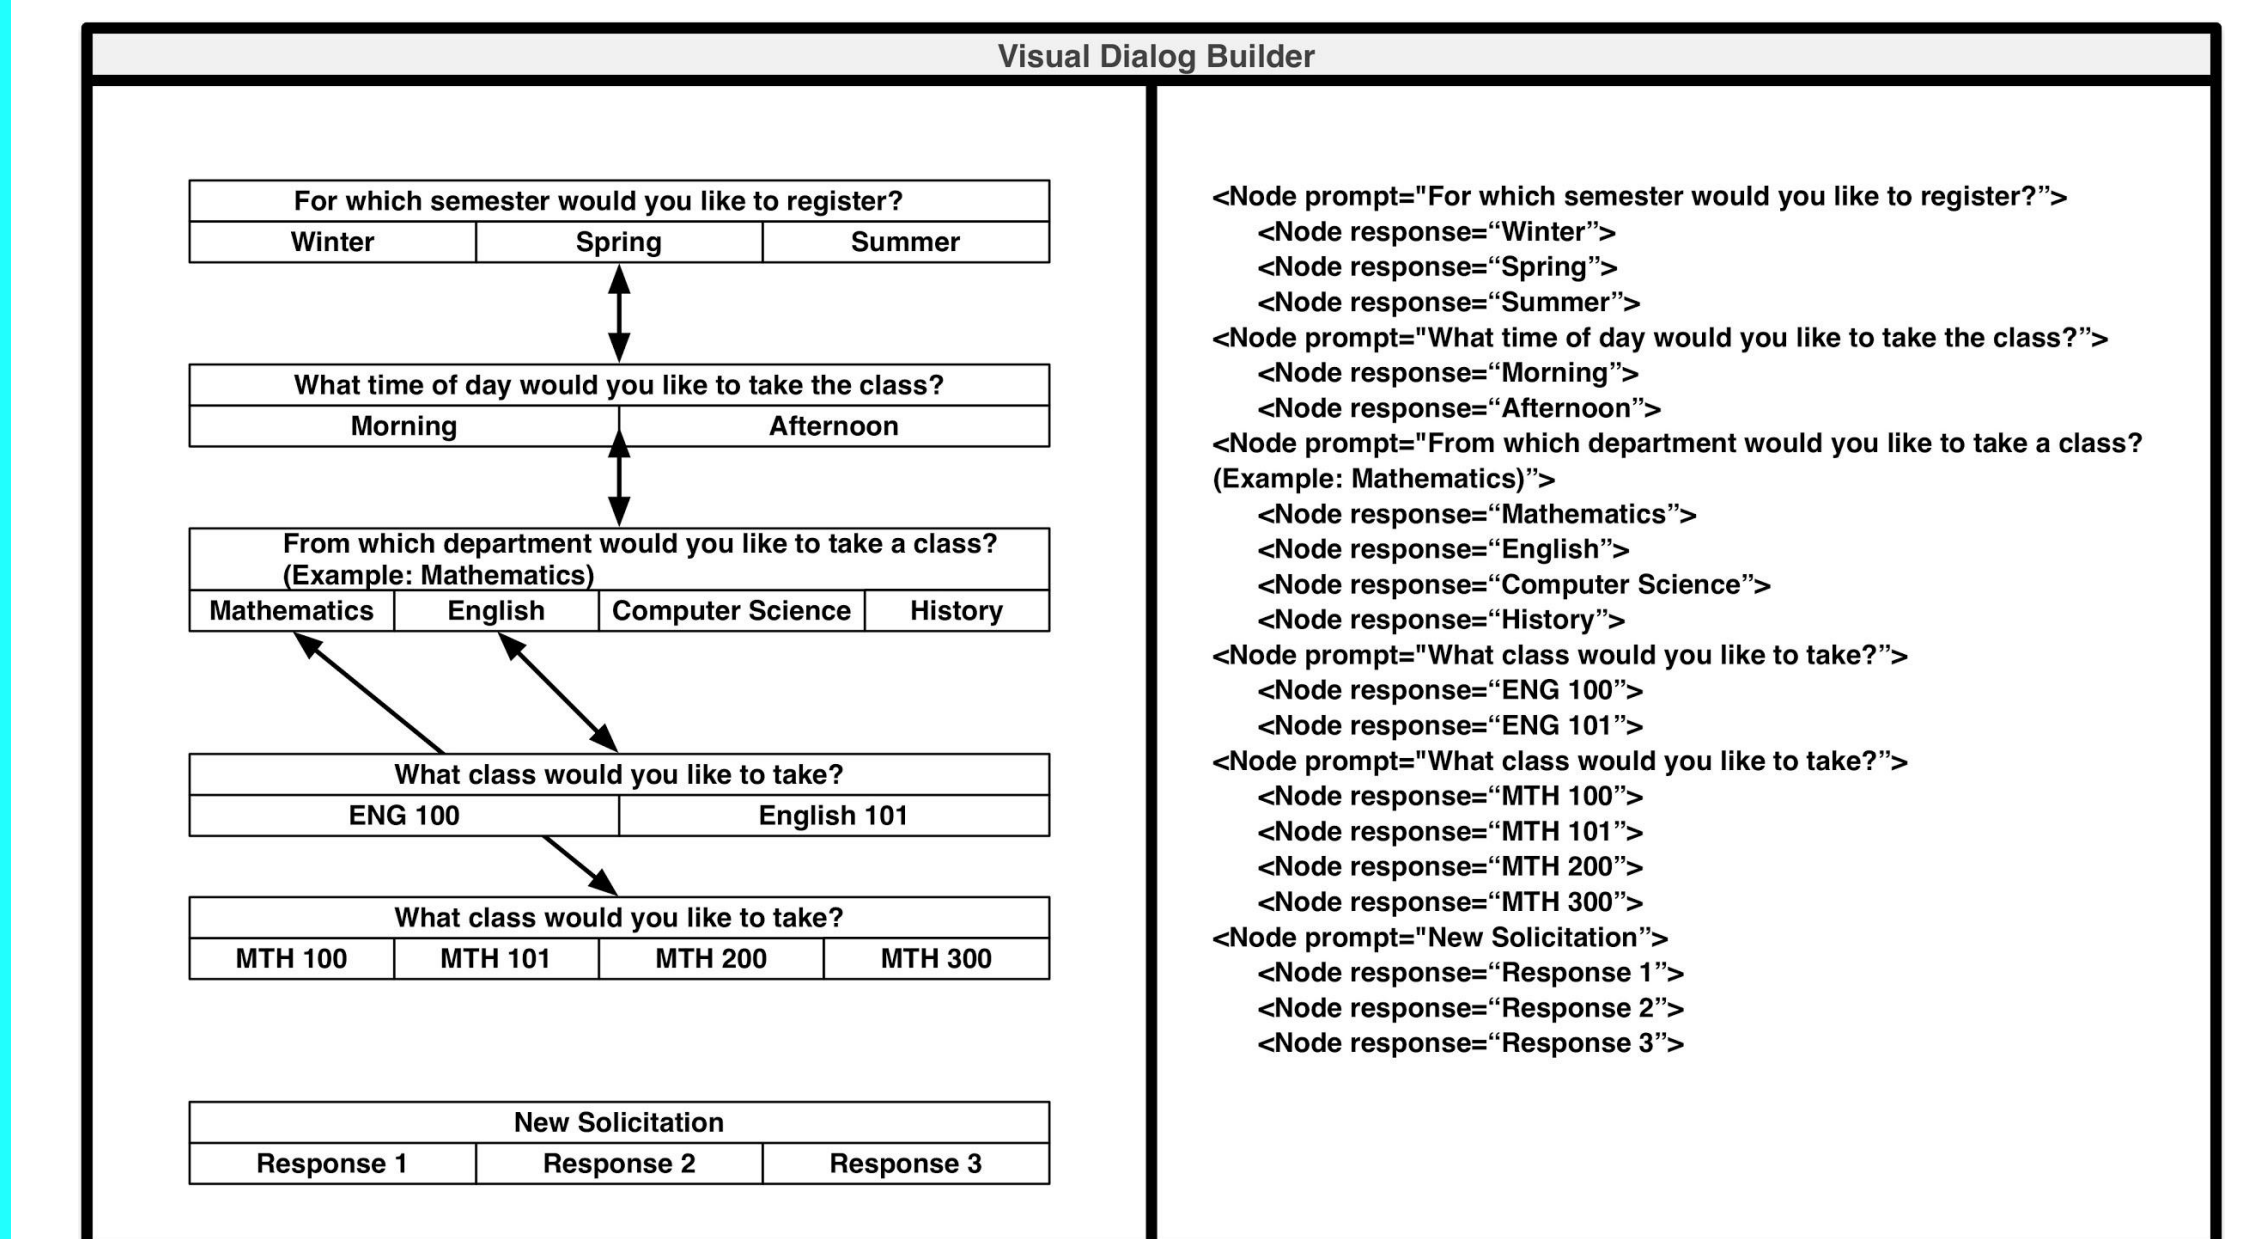 Visual Dialog Builder
For which semester would you like to register?
Winter Spring Summer
What time of day would you like to take the class?
Morning Afternoon
From which department would you like to take a class?
(Example: Mathematics)
Mathematics English Computer Science History
What class would you like to take?
ENG 100 English 101
What class would you like to take?
MTH 100 MTH 101 MTH 200 MTH 300
New Solicitation
Response 1 Response 2 Response 3
<Node prompt="For which semester would you like to register?”>
<Node response=“Winter”>
<Node response=“Spring”>
<Node response=“Summer”>
<Node prompt="What time of day would you like to take the class?”>
<Node response=“Morning”>
<Node response=“Afternoon”>
<Node prompt="From which department would you like to take a class?
(Example: Mathematics)”>
<Node response=“Mathematics”>
<Node response=“English”>
<Node response=“Computer Science”>
<Node response=“History”>
<Node prompt="What class would you like to take?”>
<Node response=“ENG 100”>
<Node response=“ENG 101”>
<Node prompt="What class would you like to take?”>
<Node response=“MTH 100”>
<Node response=“MTH 101”>
<Node response=“MTH 200”>
<Node response=“MTH 300”>
<Node prompt="New Solicitation”>
<Node response=“Response 1”>
<Node response=“Response 2”>
<Node response=“Response 3”>